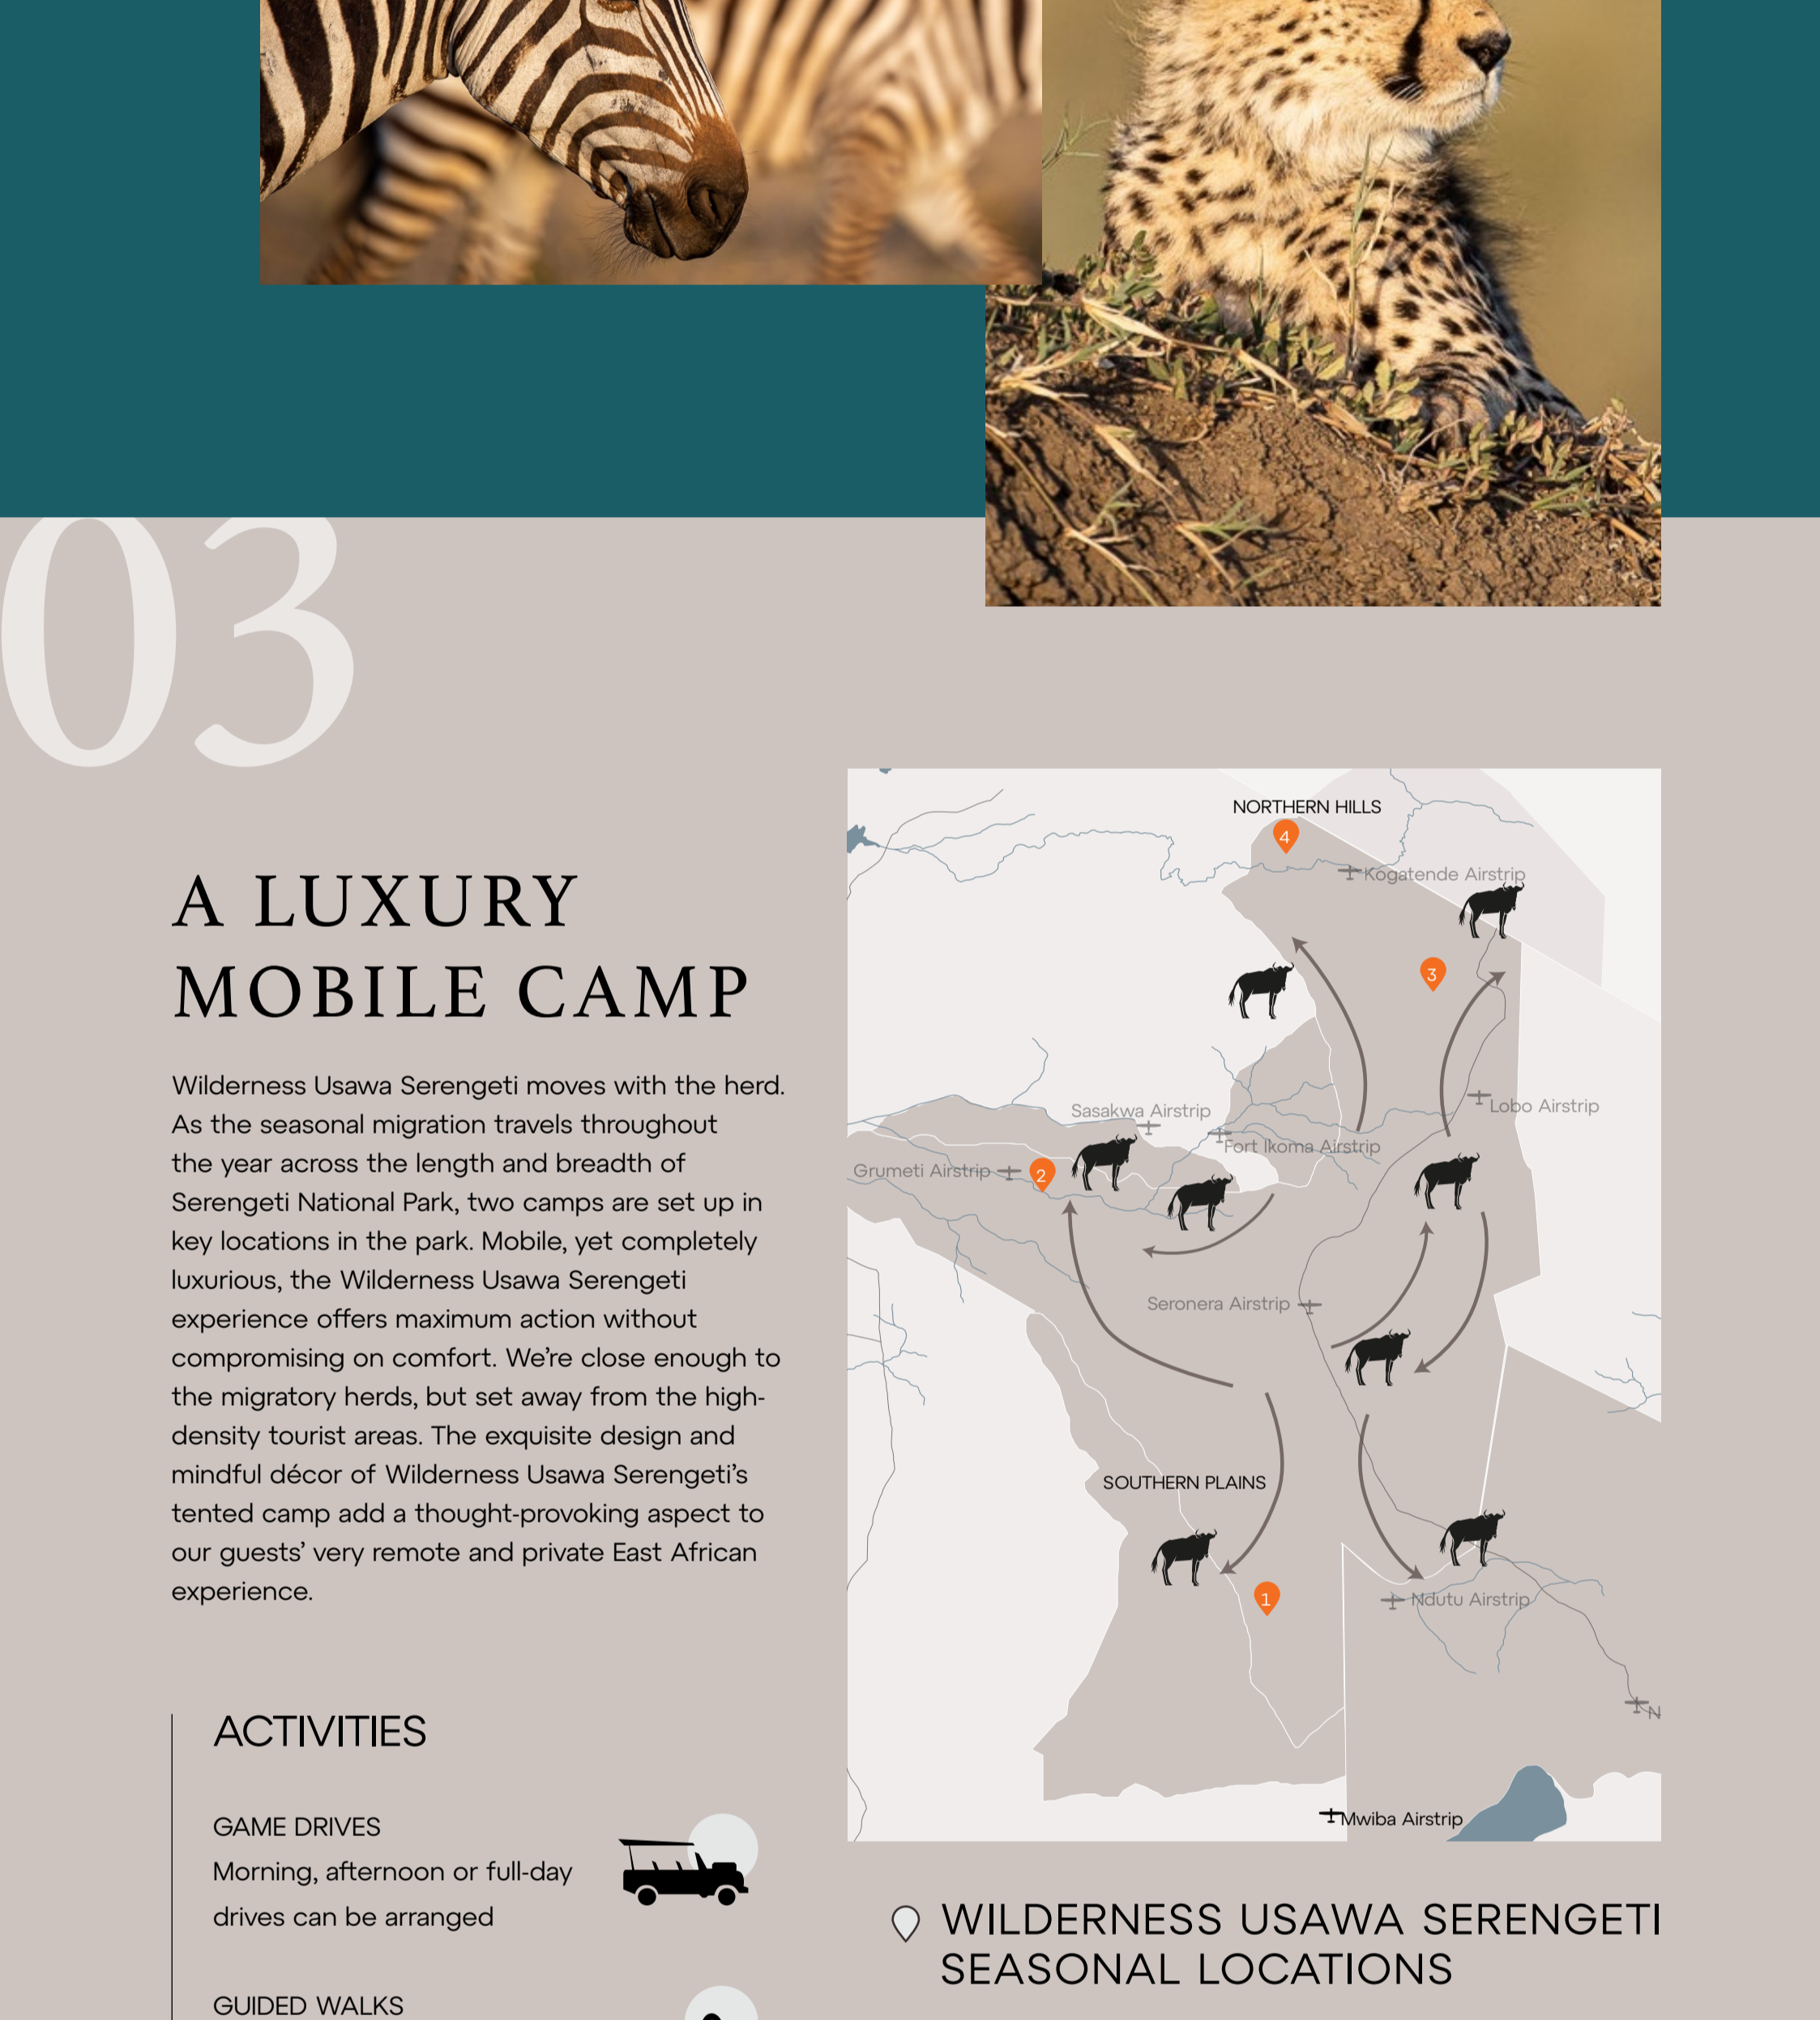 03
A LUXURY
MOBILE CAMP
Wilderness Usawa Serengeti moves with the herd.
As the seasonal migration travels throughout
the year across the length and breadth of
Serengeti National Park, two camps are set up in
key locations in the park. Mobile, yet completely
luxurious, the Wilderness Usawa Serengeti
experience offers maximum action without
compromising on comfort. We’re close enough to
the migratory herds, but set away from the high-
density tourist areas. The exquisite design and
mindful décor of Wilderness Usawa Serengeti’s
tented camp add a thought-provoking aspect to
our guests’ very remote and private East African
experience.
ACTIVITIES
GAME DRIVES
Morning, afternoon or full-day
drives can be arranged
GUIDED WALKS
NORTHERN HILLS
4
Kogatende Airstrip
3
Lobo Airstrip
Sasakwa Airstrip
Fort Ikoma Airstrip
Grumeti Airstrip
2
Seronera Airstrip
SOUTHERN PLAINS
1
Ndutu Airstrip
N
Mwiba Airstrip
WILDERNESS USAWA SERENGETI
SEASONAL LOCATIONS